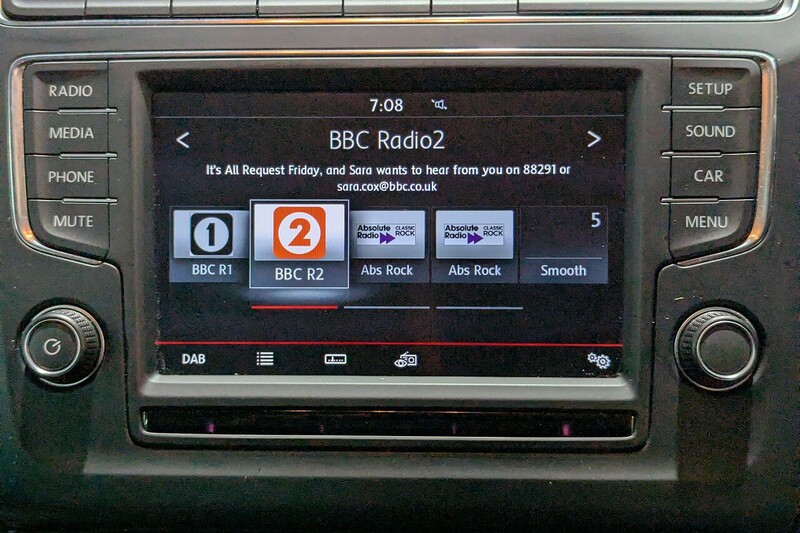 RADIO
MEDIA
PHONE
MUTE
7:08
< BBC Radio2 >
It's All Request Friday, and Sara wants to hear from you on 88291 or
sara.cox@bbc.co.uk
1
BBC R1
2
BBC R2
Absolute Radio CLASSIC ROCK
Abs Rock
Absolute Radio CLASSIC ROCK
Abs Rock
5
Smooth
DAB
SETUP
SOUND
CAR
MENU